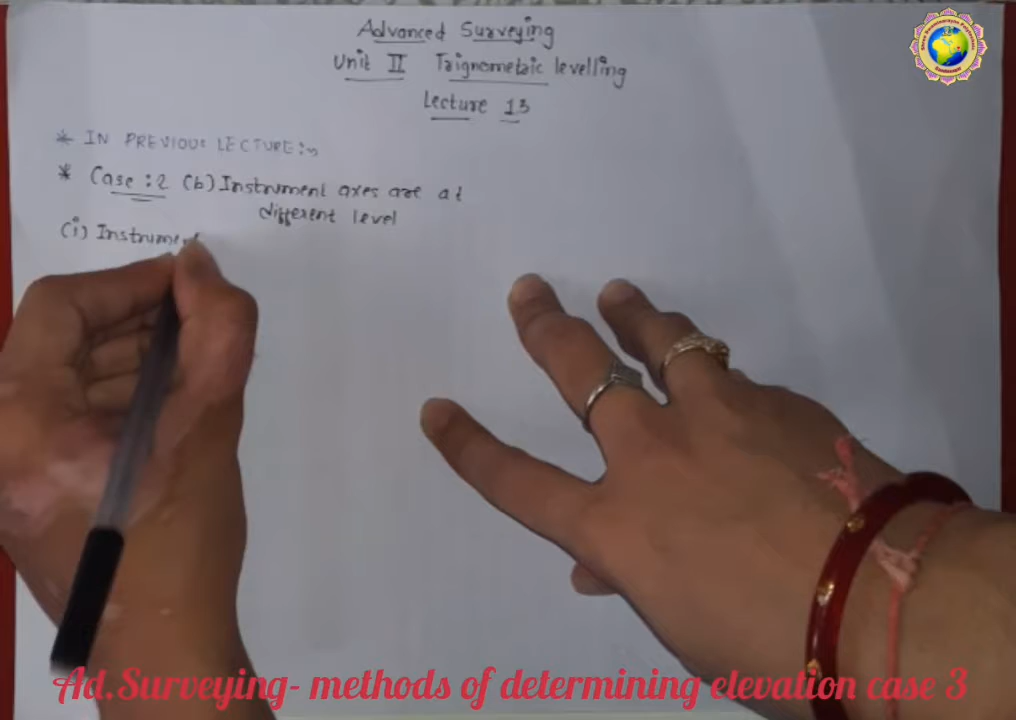 Advanced Surveying
Unit II Trignometric levelling
Lecture 13
* IN PREVIOUS LECTURE:~
* Case : 2 (b) Instrument axes are at
different level
(i) Instrument
Ad.Surveying- methods of determining elevation case 3